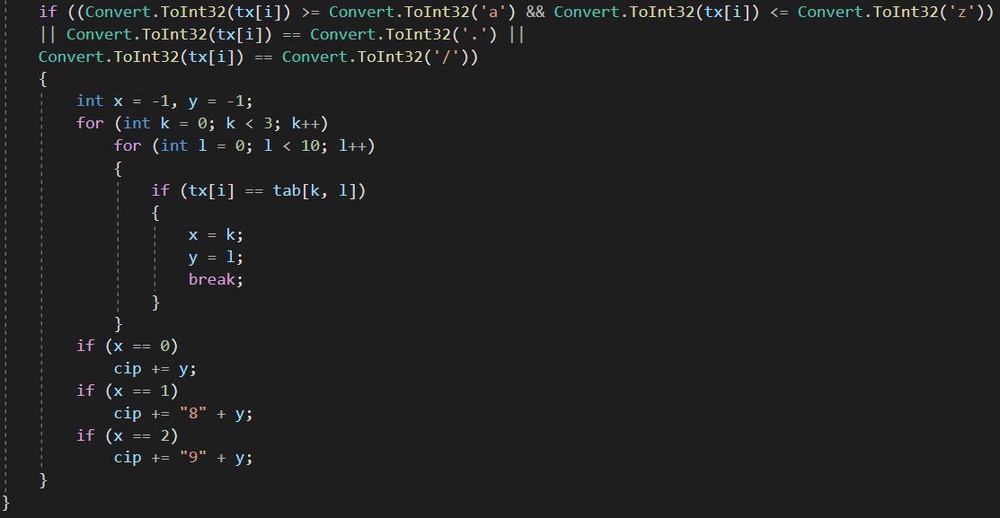 if ((Convert.ToInt32(tx[i]) >= Convert.ToInt32('a') && Convert.ToInt32(tx[i]) <= Convert.ToInt32('z'))
|| Convert.ToInt32(tx[i]) == Convert.ToInt32('.') ||
Convert.ToInt32(tx[i]) == Convert.ToInt32('/'))
{
int x = -1, y = -1;
for (int k = 0; k < 3; k++)
for (int l = 0; l < 10; l++)
{
if (tx[i] == tab[k, l])
{
x = k;
y = l;
break;
}
}
if (x == 0)
cip += y;
if (x == 1)
cip += "8" + y;
if (x == 2)
cip += "9" + y;
}
}